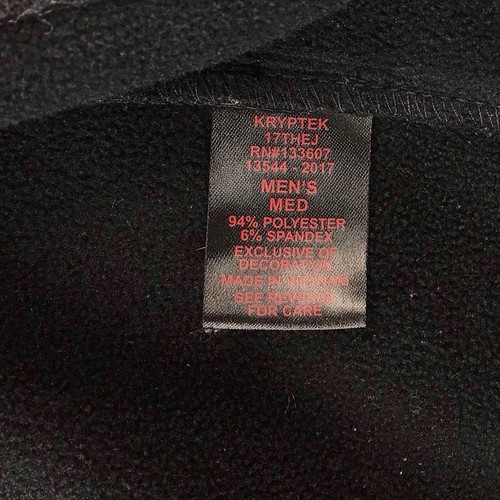 KRYPTEK
17THEJ
RN#133607
13544 - 2017
MEN'S
MED
94% POLYESTER
6% SPANDEX
EXCLUSIVE OF
DECORATION
MADE IN VIETNAM
SEE REVERSE
FOR CARE